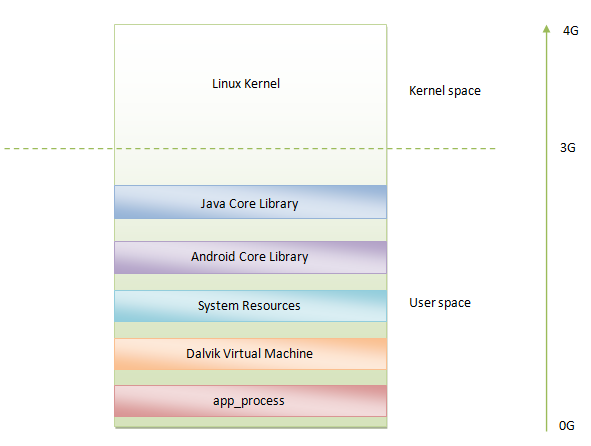 4G
Linux Kernel
Kernel space
3G
Java Core Library
Android Core Library
System Resources
User space
Dalvik Virtual Machine
app_process
0G